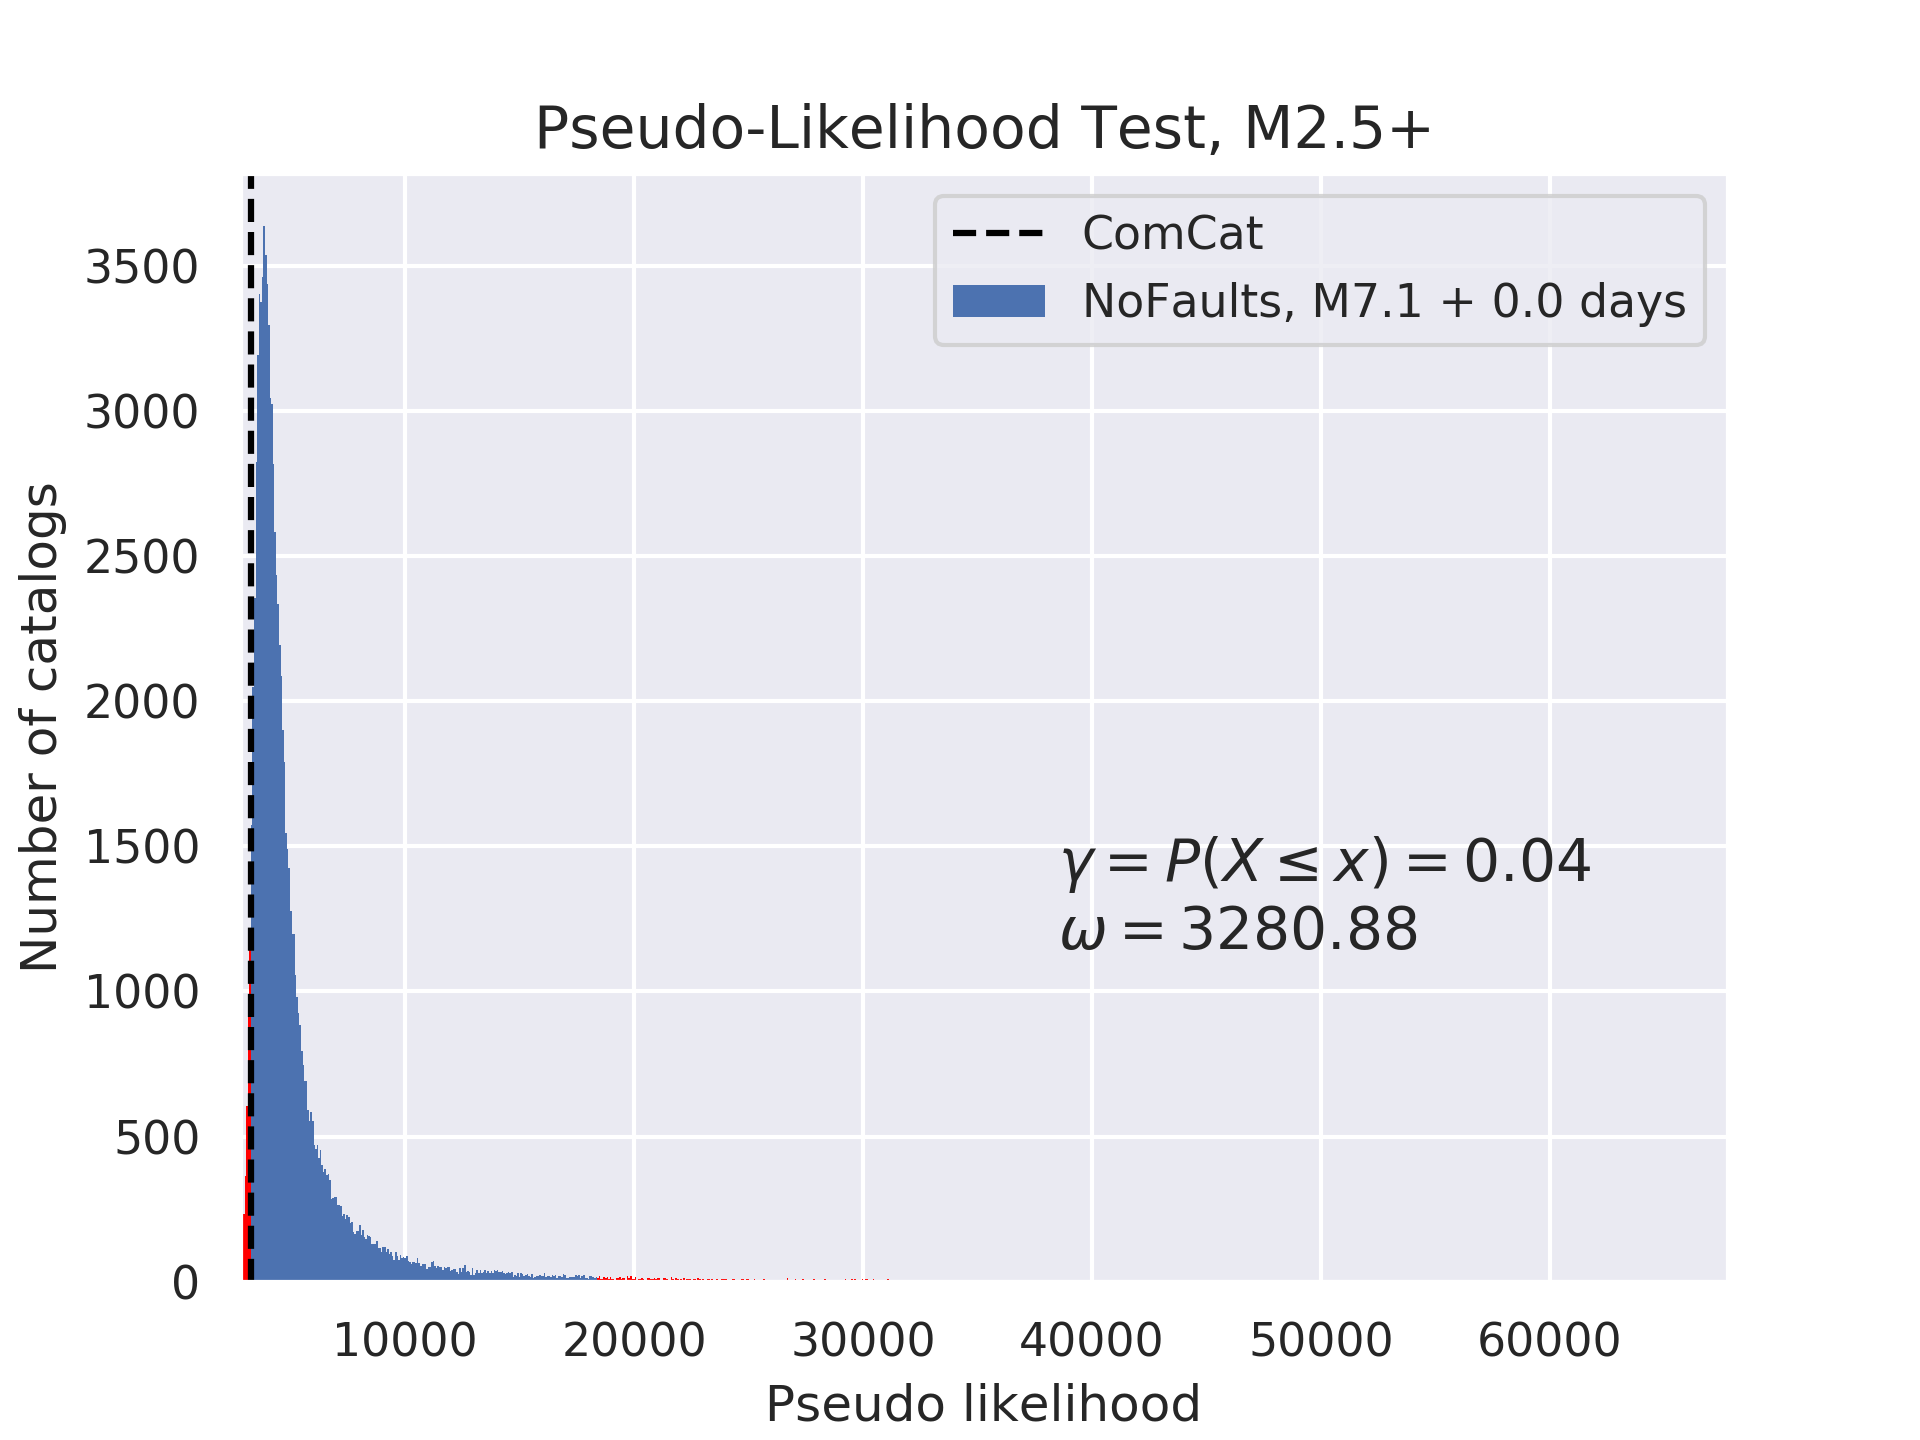 Pseudo-Likelihood Test, M2.5+
ComCat
NoFaults, M7.1 + 0.0 days
3500
3000
2500
2000
1500
1000
500
0
Number of catalogs
γ = P(X ≤ x) = 0.04
ω = 3280.88
10000 20000 30000 40000 50000 60000
Pseudo likelihood